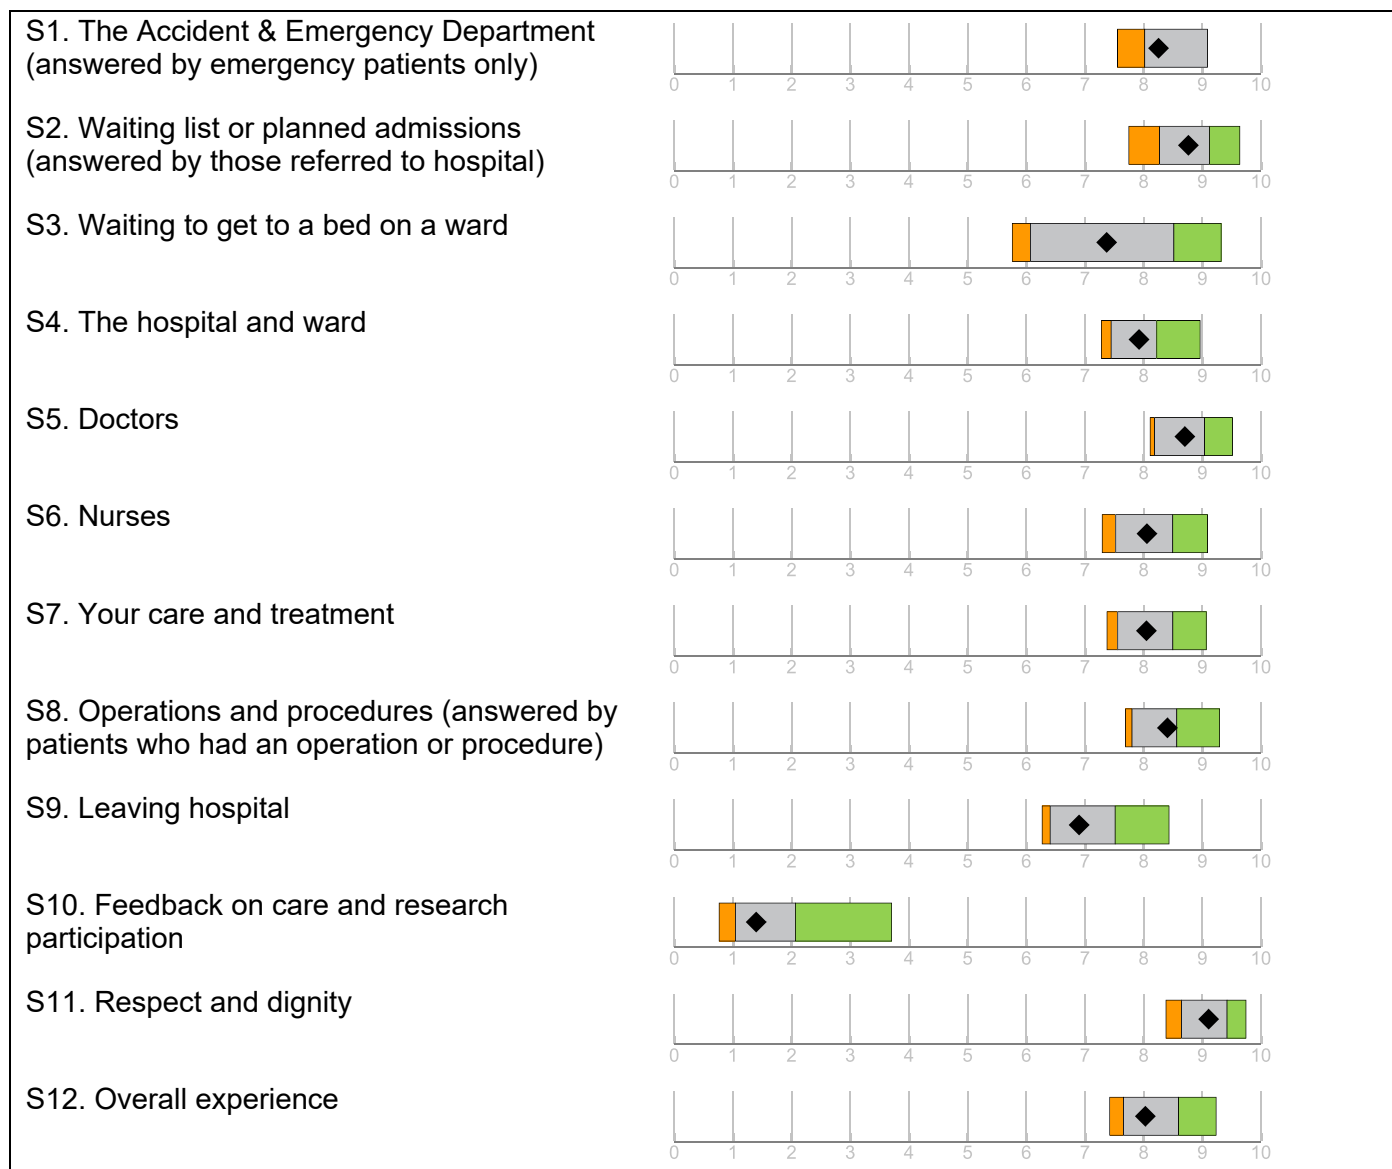 S1. The Accident & Emergency Department
(answered by emergency patients only)
0 1 2 3 4 5 6 7 8 9 10
S2. Waiting list or planned admissions
(answered by those referred to hospital)
0 1 2 3 4 5 6 7 8 9 10
S3. Waiting to get to a bed on a ward
0 1 2 3 4 5 6 7 8 9 10
S4. The hospital and ward
0 1 2 3 4 5 6 7 8 9 10
S5. Doctors
0 1 2 3 4 5 6 7 8 9 10
S6. Nurses
0 1 2 3 4 5 6 7 8 9 10
S7. Your care and treatment
0 1 2 3 4 5 6 7 8 9 10
S8. Operations and procedures (answered by
patients who had an operation or procedure)
0 1 2 3 4 5 6 7 8 9 10
S9. Leaving hospital
0 1 2 3 4 5 6 7 8 9 10
S10. Feedback on care and research
participation
0 1 2 3 4 5 6 7 8 9 10
S11. Respect and dignity
0 1 2 3 4 5 6 7 8 9 10
S12. Overall experience
0 1 2 3 4 5 6 7 8 9 10